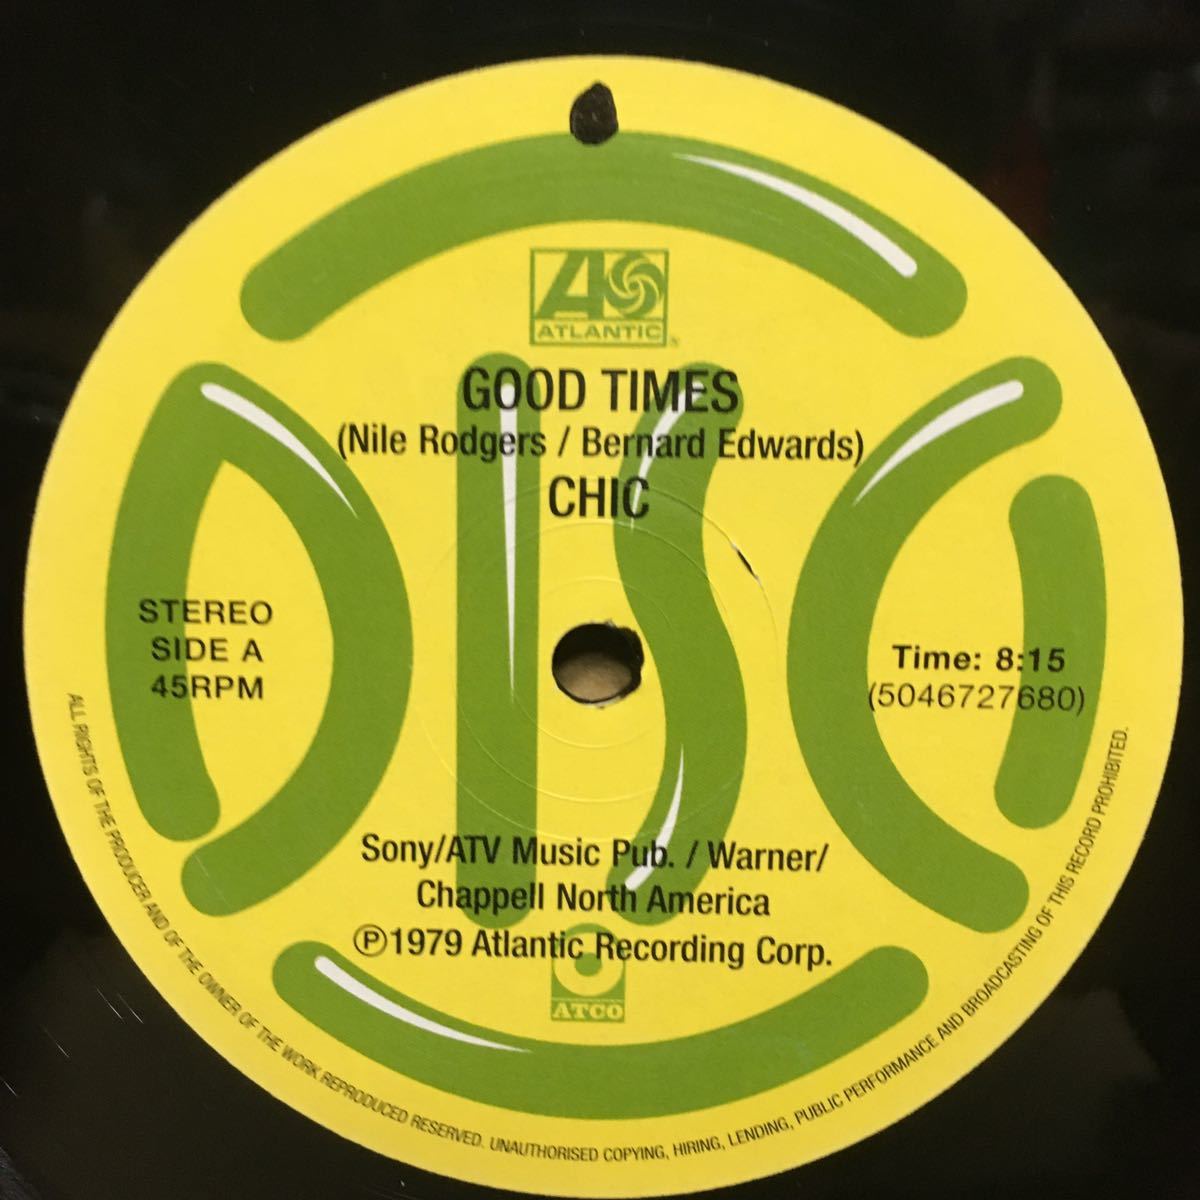 ATLANTIC
GOOD TIMES
(Nile Rodgers / Bernard Edwards)
CHIC
DISCO
STEREO
SIDE A
45RPM
Time: 8:15
(5046727680)
Sony/ATV Music Pub. / Warner/
Chappell North America
℗1979 Atlantic Recording Corp.
ATCO
ALL RIGHTS OF THE PRODUCER AND OF THE OWNER OF THE WORK REPRODUCED RESERVED. UNAUTHORISED COPYING, HIRING, LENDING, PUBLIC PERFORMANCE AND BROADCASTING OF THIS RECORD PROHIBITED.